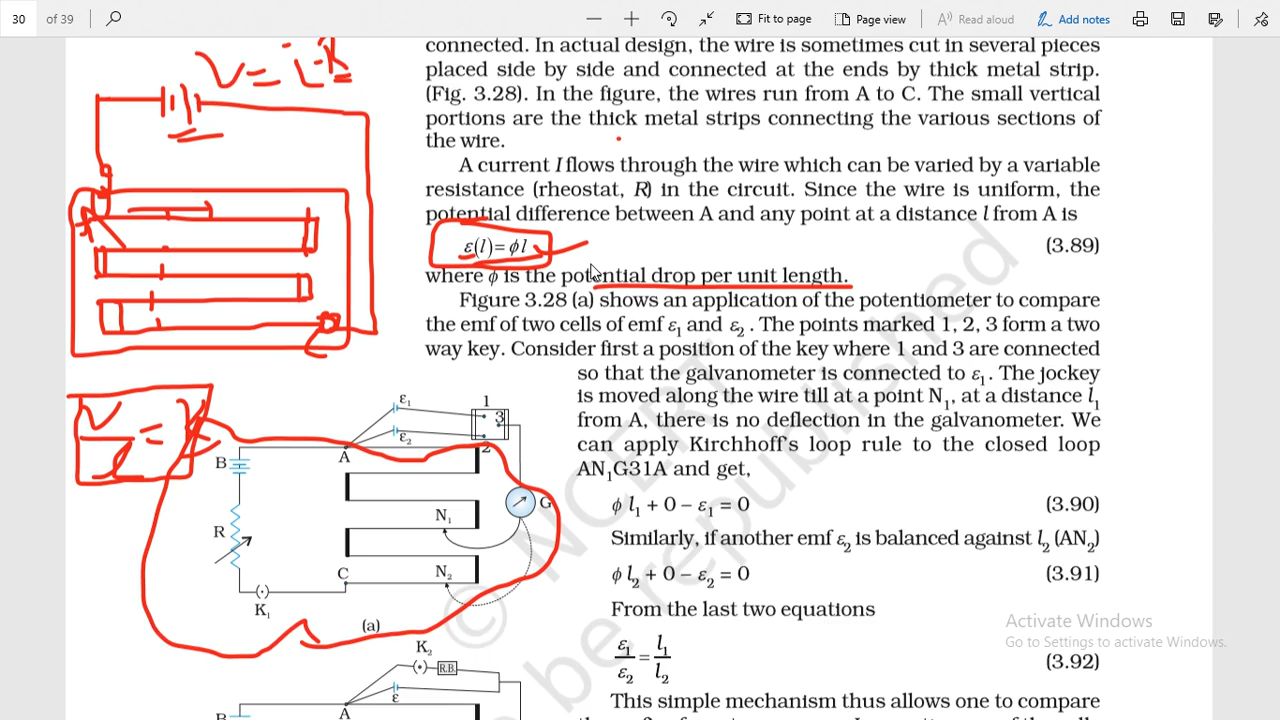 30 of 39
Fit to page
Page view
Read aloud
Add notes
connected. In actual design, the wire is sometimes cut in several pieces
placed side by side and connected at the ends by thick metal strip.
(Fig. 3.28). In the figure, the wires run from A to C. The small vertical
portions are the thick metal strips connecting the various sections of
the wire.
A current I flows through the wire which can be varied by a variable
resistance (rheostat, R) in the circuit. Since the wire is uniform, the
potential difference between A and any point at a distance l from A is
ε(l)= ϕl (3.89)
where ϕ is the potential drop per unit length.
Figure 3.28 (a) shows an application of the potentiometer to compare
the emf of two cells of emf ε₁ and ε₂ . The points marked 1, 2, 3 form a two
way key. Consider first a position of the key where 1 and 3 are connected
so that the galvanometer is connected to ε₁. The jockey
is moved along the wire till at a point N₁, at a distance l₁
from A, there is no deflection in the galvanometer. We
can apply Kirchhoff's loop rule to the closed loop
AN₁G31A and get,
ϕ l₁ + 0 – ε₁ = 0 (3.90)
Similarly, if another emf ε₂ is balanced against l₂ (AN₂)
ϕ l₂ + 0 – ε₂ = 0 (3.91)
From the last two equations
ε₁/ε₂ = l₁/l₂ (3.92)
This simple mechanism thus allows one to compare
V = iR
ε₁
1
3
ε₂
2
A
B
G
N₁
R
C
N₂
K₁
(a)
K₂
R.B.
ε
A
B
© NCERT
be republished
Activate Windows
Go to Settings to activate Windows.